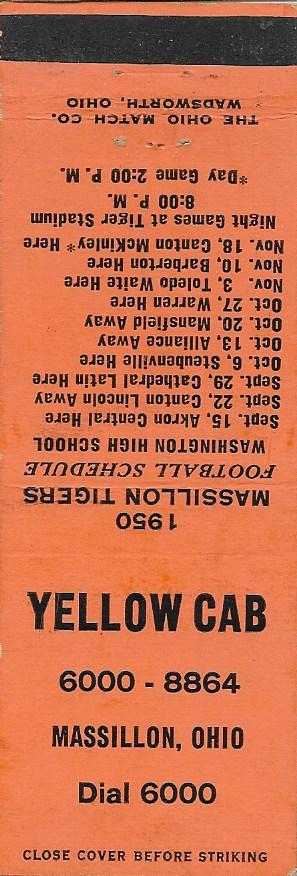 YELLOW CAB
6000 - 8864
MASSILLON, OHIO
Dial 6000
CLOSE COVER BEFORE STRIKING
1950
MASSILLON TIGERS
FOOTBALL SCHEDULE
WASHINGTON HIGH SCHOOL
Sept. 15, Akron Central Here
Sept. 22, Canton Lincoln Away
Sept. 29, Cathedral Latin Here
Oct. 6, Steubenville Here
Oct. 13, Alliance Away
Oct. 20, Mansfield Away
Oct. 27, Warren Here
Nov. 3, Toledo Waite Here
Nov. 10, Barberton Here
Nov. 18, Canton McKinley *Here
Night Games at Tiger Stadium
8:00 P. M.
*Day Game 2:00 P. M.
THE OHIO MATCH CO.
WADSWORTH, OHIO